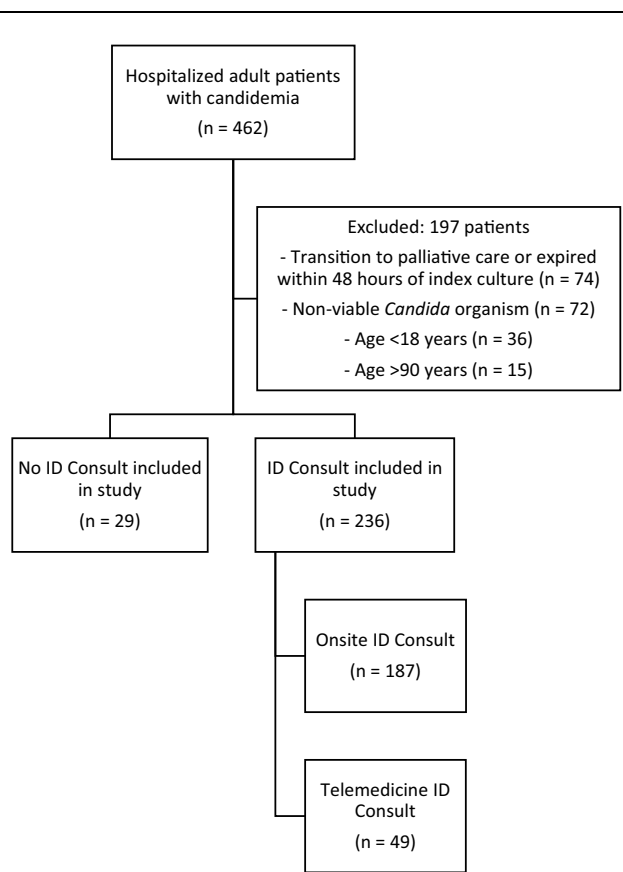 Hospitalized adult patients
with candidemia
(n = 462)
Excluded: 197 patients
- Transition to palliative care or expired
within 48 hours of index culture (n = 74)
- Non-viable Candida organism (n = 72)
- Age <18 years (n = 36)
- Age >90 years (n = 15)
No ID Consult included
in study
(n = 29)
ID Consult included in
study
(n = 236)
Onsite ID Consult
(n = 187)
Telemedicine ID
Consult
(n = 49)